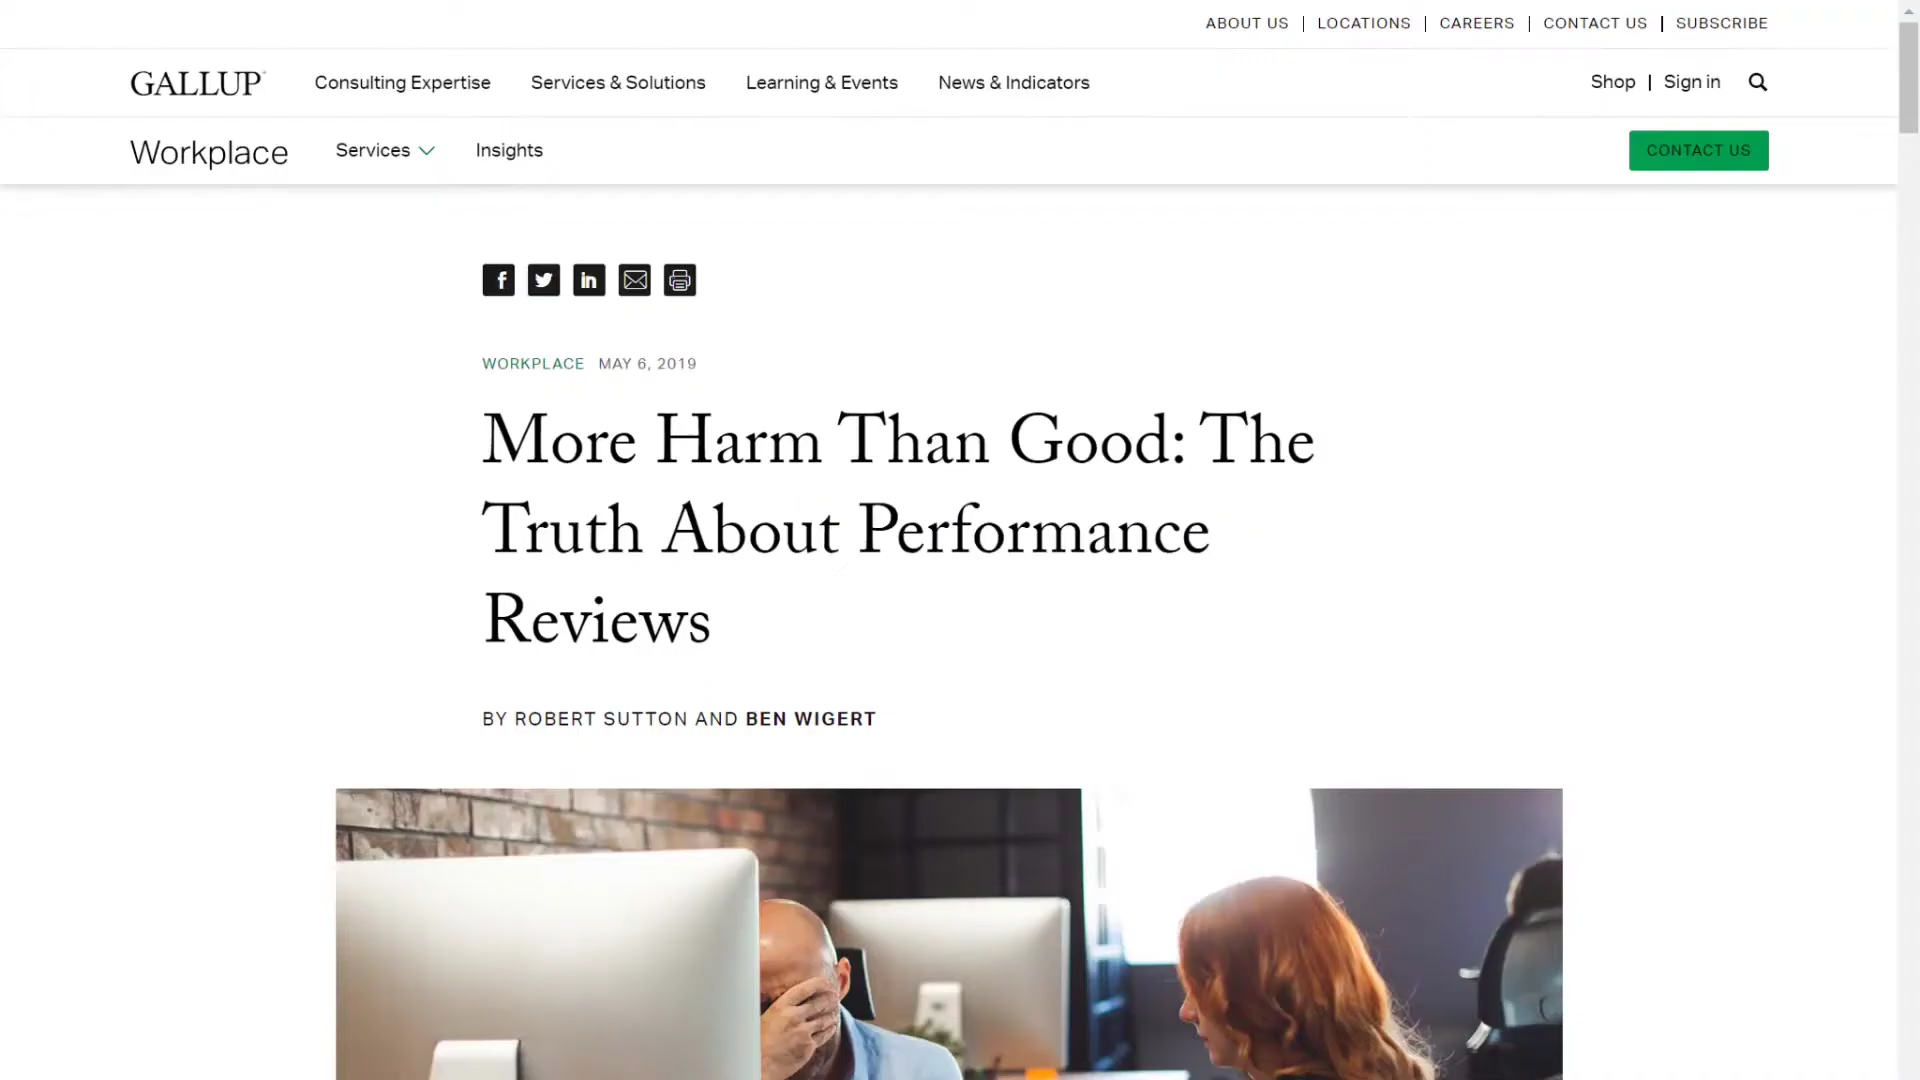 ABOUT US | LOCATIONS | CAREERS | CONTACT US | SUBSCRIBE
GALLUP Consulting Expertise Services & Solutions Learning & Events News & Indicators Shop | Sign in
Workplace Services Insights CONTACT US
WORKPLACE MAY 6, 2019
More Harm Than Good: The
Truth About Performance
Reviews
BY ROBERT SUTTON AND BEN WIGERT